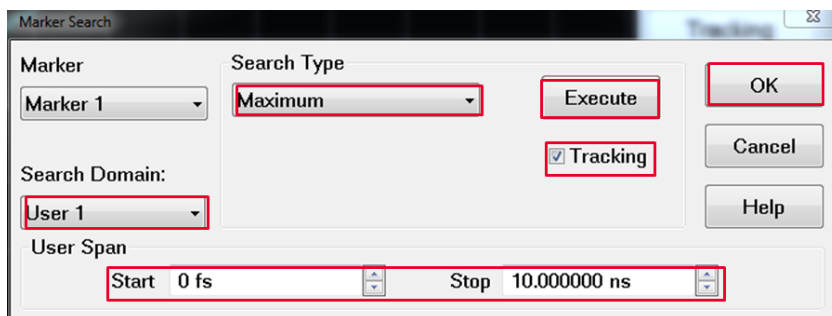 Marker Search
Tracking
Marker
Marker 1
Search Domain:
User 1
Search Type
Maximum
Execute
Tracking
OK
Cancel
Help
User Span
Start 0 fs Stop 10.000000 ns